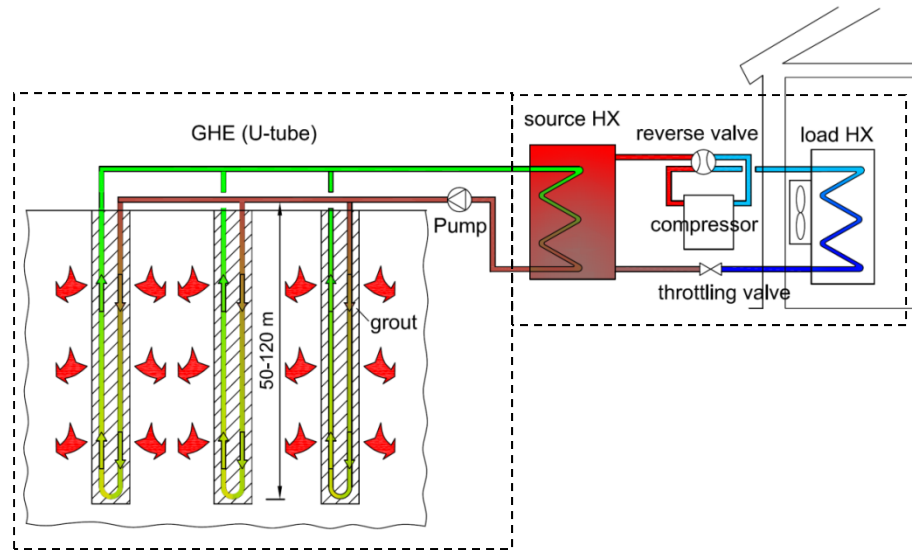 GHE (U-tube)
source HX
reverse valve
load HX
Pump
compressor
throttling valve
grout
50-120 m